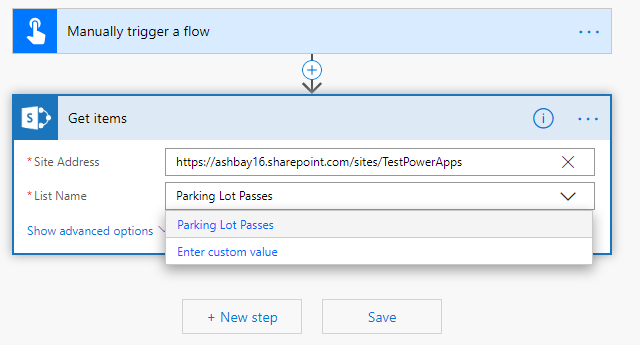 Manually trigger a flow
Get items
* Site Address
https://ashbay16.sharepoint.com/sites/TestPowerApps
* List Name
Parking Lot Passes
Parking Lot Passes
Show advanced options
Enter custom value
+ New step
Save